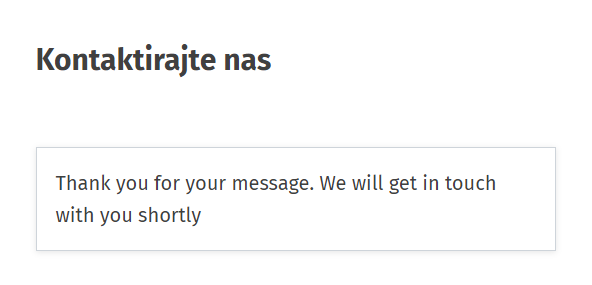 Kontaktirajte nas
Thank you for your message. We will get in touch
with you shortly